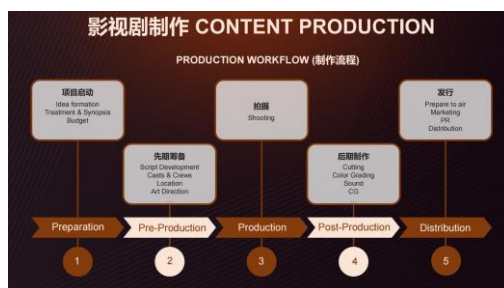 影视剧制作 CONTENT PRODUCTION
PRODUCTION WORKFLOW (制作流程)
项目启动
Idea formation
Treatment & Synopsis
Budget
先期筹备
Script Development
Casts & Crews
Location
Art Direction
拍摄
Shooting
后期制作
Cutting
Color Grading
Sound
CG
发行
Prepare to air
Marketing
PR
Distribution
Preparation
Pre-Production
Production
Post-Production
Distribution
1
2
3
4
5